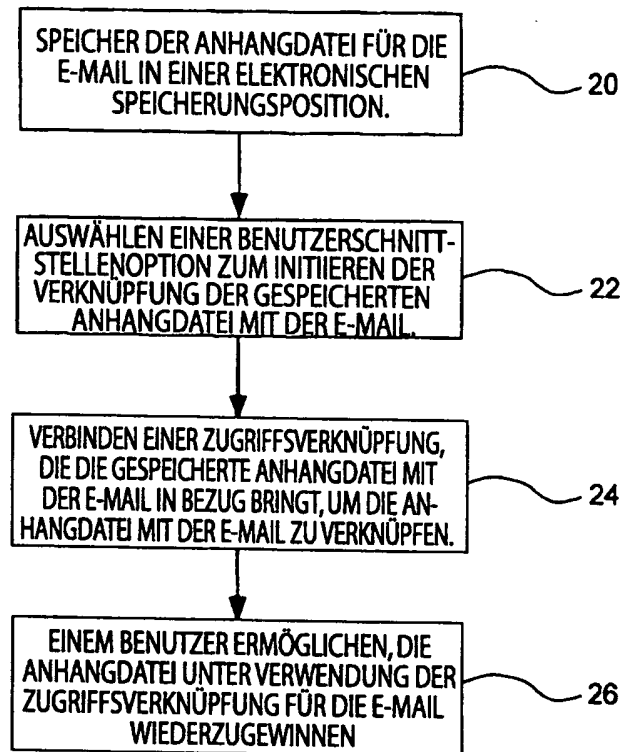 SPEICHER DER ANHANGDATEI FÜR DIE
E-MAIL IN EINER ELEKTRONISCHEN
SPEICHERUNGSPOSITION.
20
AUSWÄHLEN EINER BENUTZERSCHNITT-
STELLENOPTION ZUM INITIIEREN DER
VERKNÜPFUNG DER GESPEICHERTEN
ANHANGDATEI MIT DER E-MAIL.
22
VERBINDEN EINER ZUGRIFFSVERKNÜPFUNG,
DIE DIE GESPEICHERTE ANHANGDATEI MIT
DER E-MAIL IN BEZUG BRINGT, UM DIE AN-
HANGDATEI MIT DER E-MAIL ZU VERKNÜPFEN.
24
EINEM BENUTZER ERMÖGLICHEN, DIE
ANHANGDATEI UNTER VERWENDUNG DER
ZUGRIFFSVERKNÜPFUNG FÜR DIE E-MAIL
WIEDERZUGEWINNEN
26